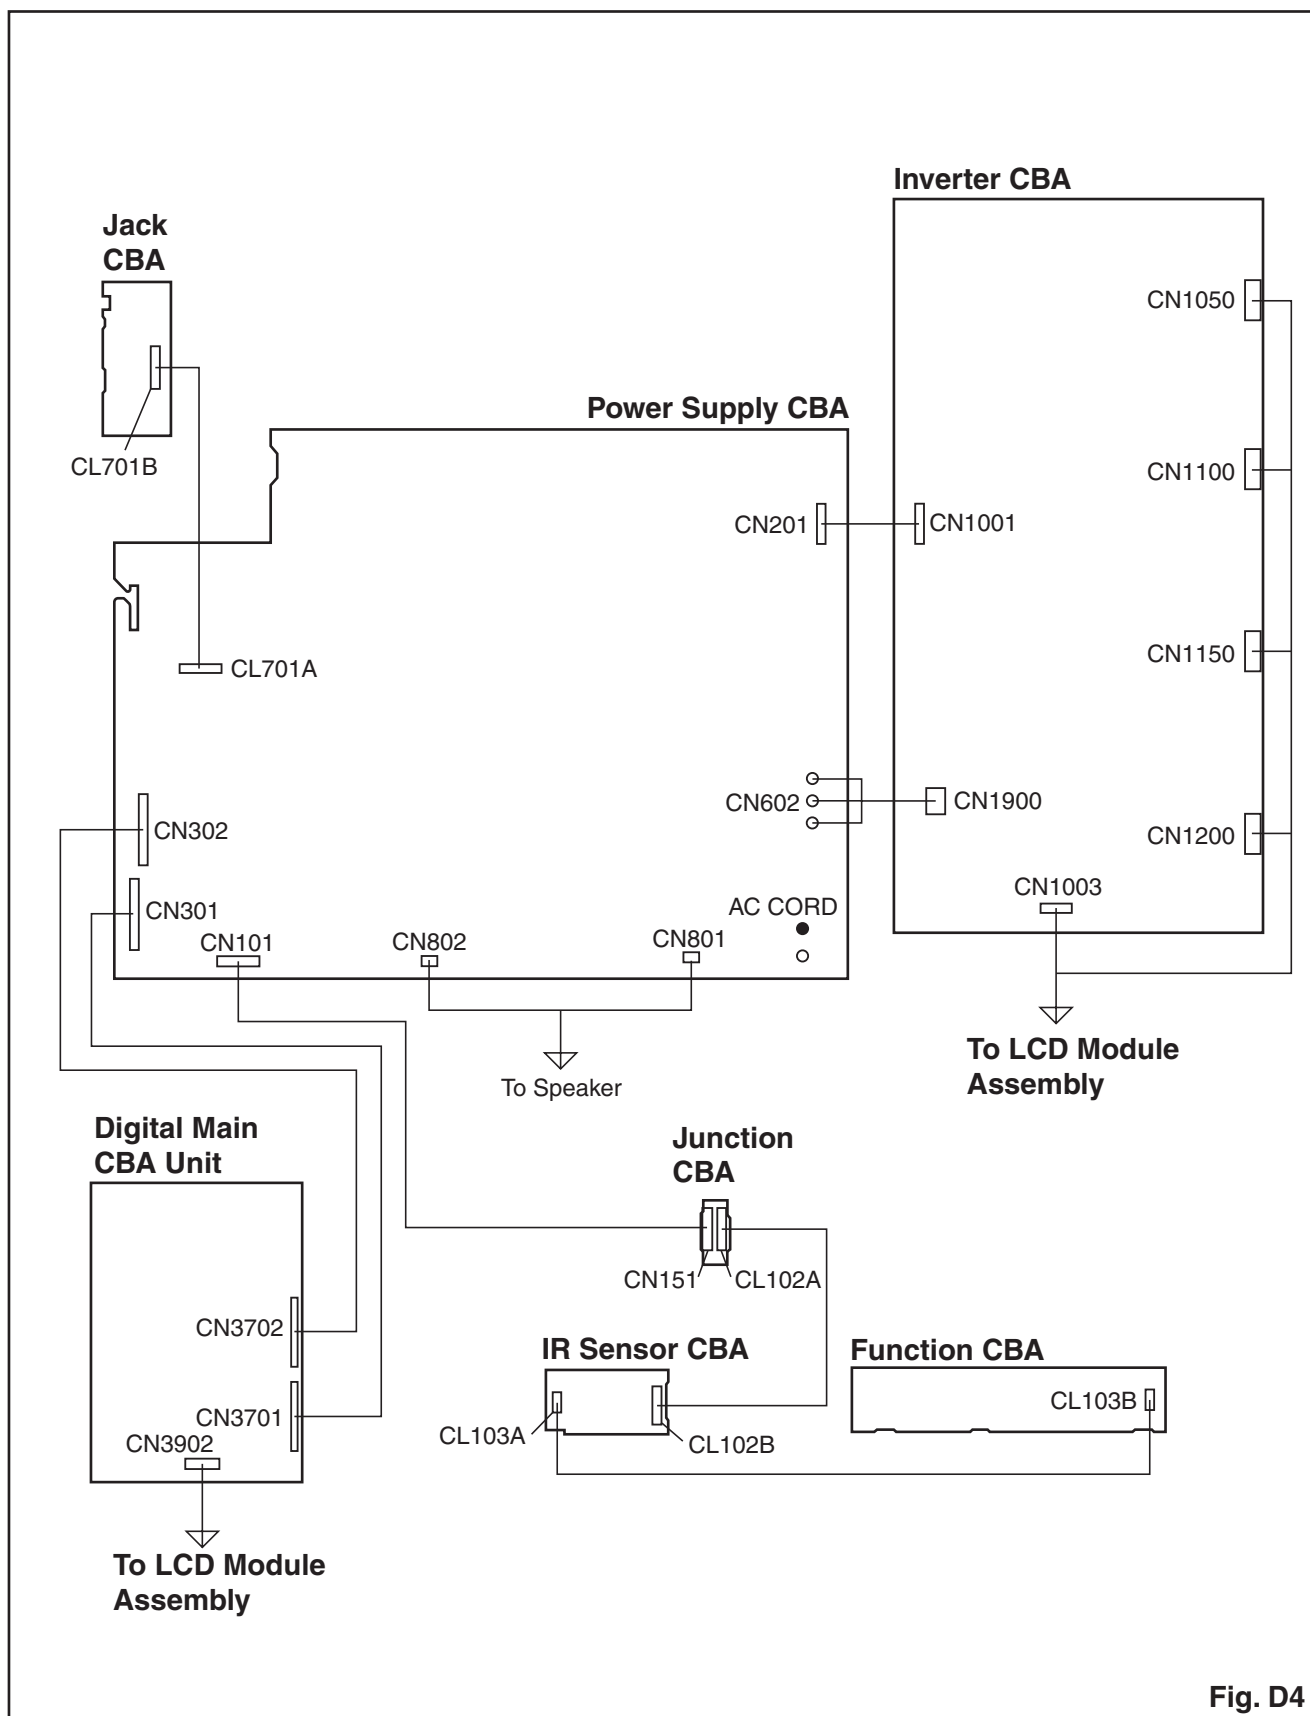 Inverter CBA
Jack
CBA
CN1050
Power Supply CBA
CL701B
CN1100
CN201
CN1001
CN1150
CL701A
CN602
CN1900
CN302
CN1200
CN1003
AC CORD
CN301
CN101
CN802
CN801
To LCD Module
Assembly
To Speaker
Digital Main
CBA Unit
Junction
CBA
CN151
CL102A
CN3702
IR Sensor CBA
Function CBA
CL103B
CN3701
CL103A
CL102B
CN3902
To LCD Module
Assembly
Fig. D4